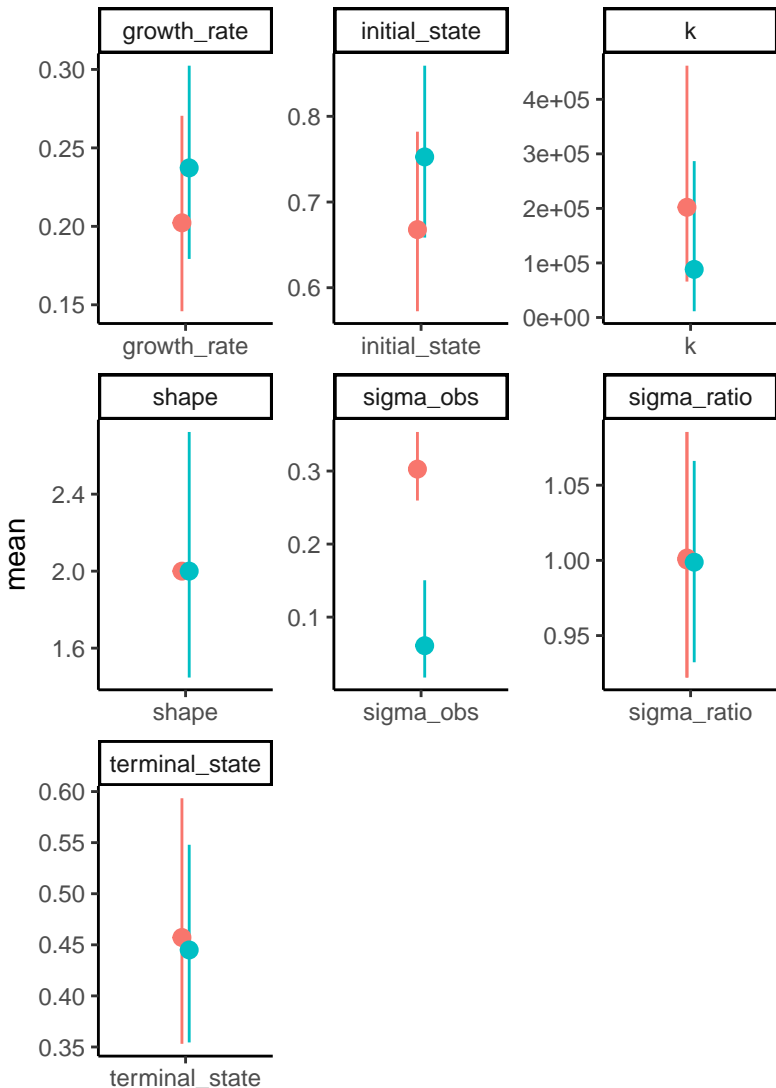 growth_rate
initial_state
k
0.30
0.25
0.20
0.15
growth_rate
0.8
0.7
0.6
initial_state
4e+05
3e+05
2e+05
1e+05
0e+00
k
shape
sigma_obs
sigma_ratio
mean
2.4
2.0
1.6
shape
0.3
0.2
0.1
sigma_obs
1.05
1.00
0.95
sigma_ratio
terminal_state
0.60
0.55
0.50
0.45
0.40
0.35
terminal_state